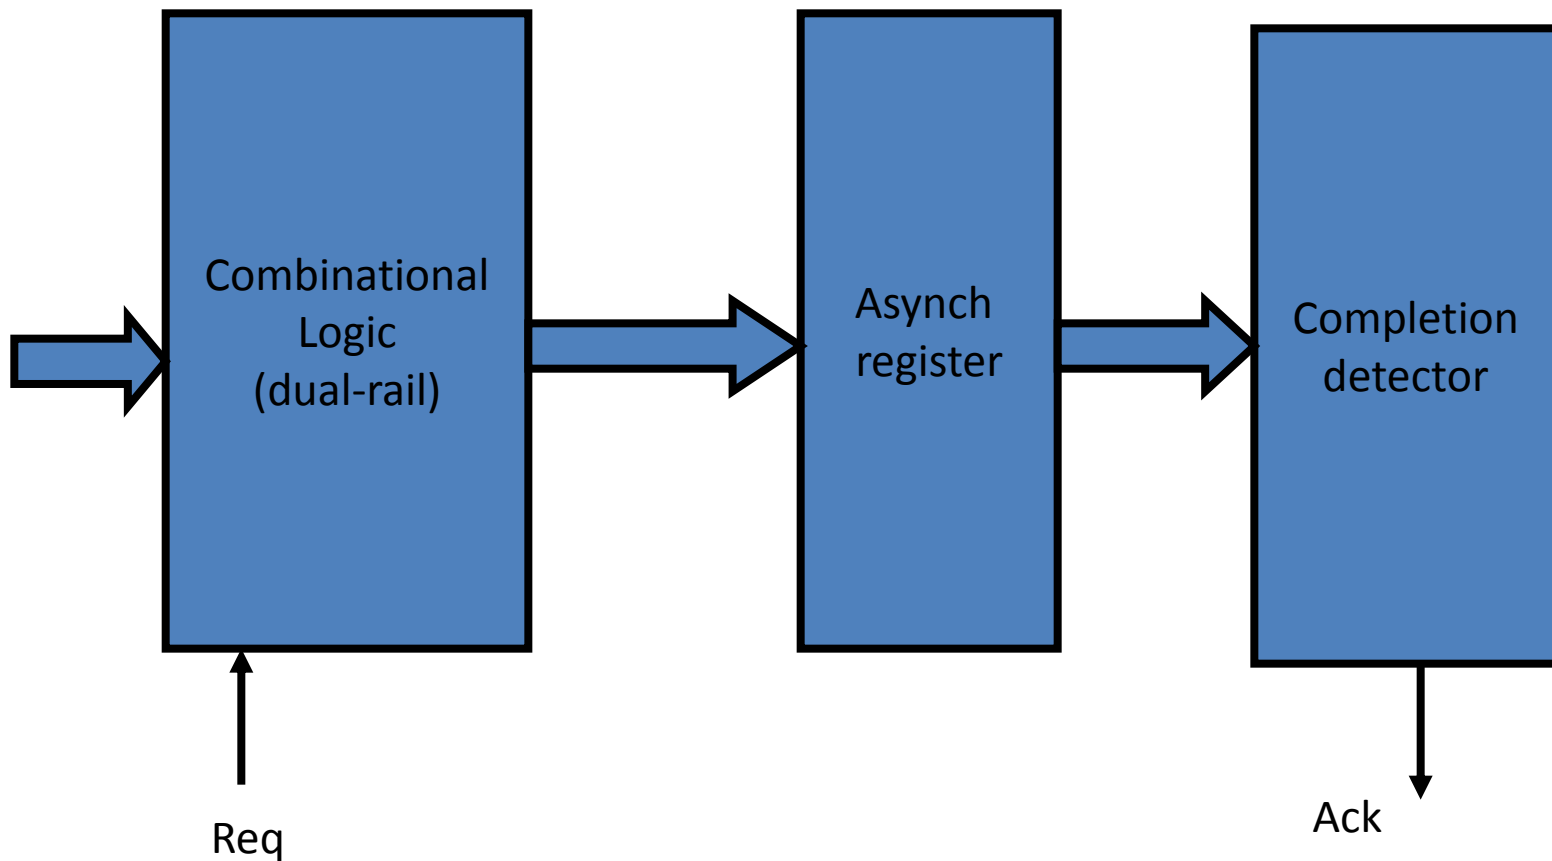 Combinational
Logic
(dual-rail)
Asynch
register
Completion
detector
Req
Ack